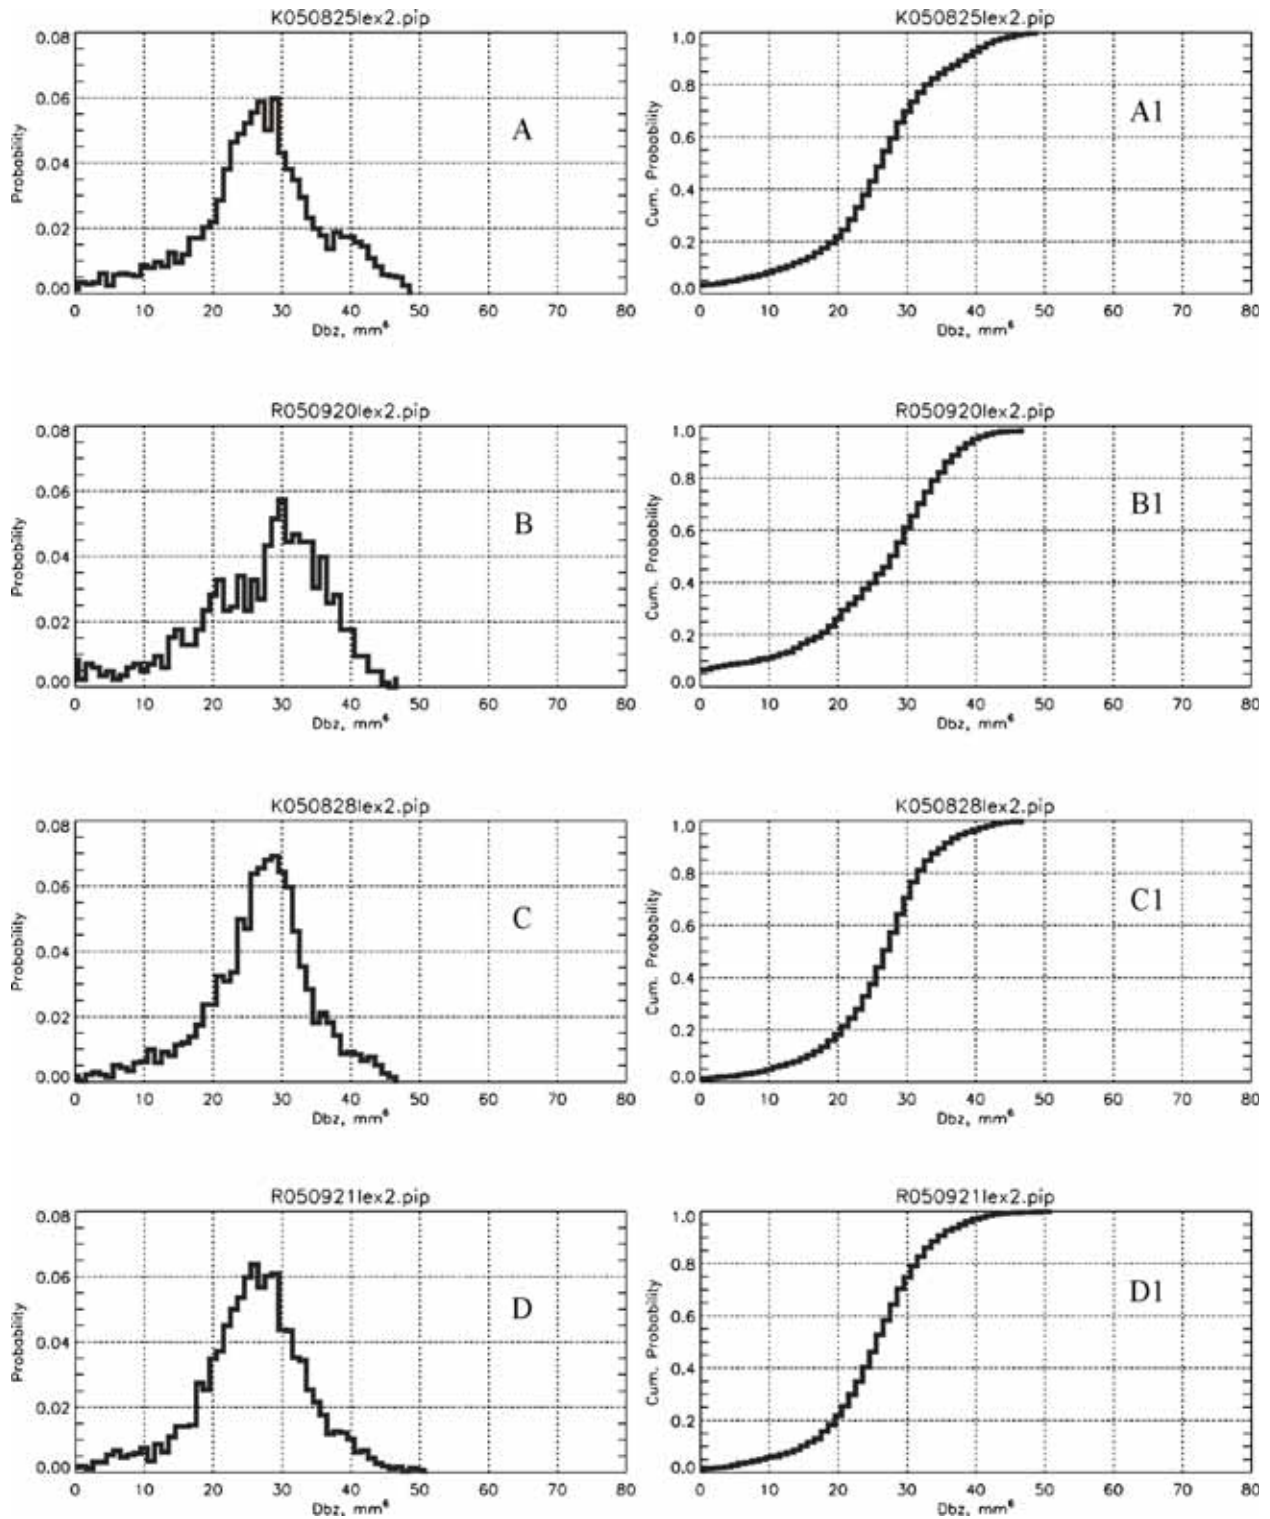 K050825lex2.pip
0.08
0.06
0.04
0.02
0.00
Probability
A
0 10 20 30 40 50 60 70 80
Dbz, mm⁶
K050825lex2.pip
1.0
0.8
0.6
0.4
0.2
0.0
Cum. Probability
A1
0 10 20 30 40 50 60 70 80
Dbz, mm⁶
R050920lex2.pip
0.08
0.06
0.04
0.02
0.00
Probability
B
0 10 20 30 40 50 60 70 80
Dbz, mm⁶
R050920lex2.pip
1.0
0.8
0.6
0.4
0.2
0.0
Cum. Probability
B1
0 10 20 30 40 50 60 70 80
Dbz, mm⁶
K050828lex2.pip
0.08
0.06
0.04
0.02
0.00
Probability
C
0 10 20 30 40 50 60 70 80
Dbz, mm⁶
K050828lex2.pip
1.0
0.8
0.6
0.4
0.2
0.0
Cum. Probability
C1
0 10 20 30 40 50 60 70 80
Dbz, mm⁶
R050921lex2.pip
0.08
0.06
0.04
0.02
0.00
Probability
D
0 10 20 30 40 50 60 70 80
Dbz, mm⁶
R050921lex2.pip
1.0
0.8
0.6
0.4
0.2
0.0
Cum. Probability
D1
0 10 20 30 40 50 60 70 80
Dbz, mm⁶